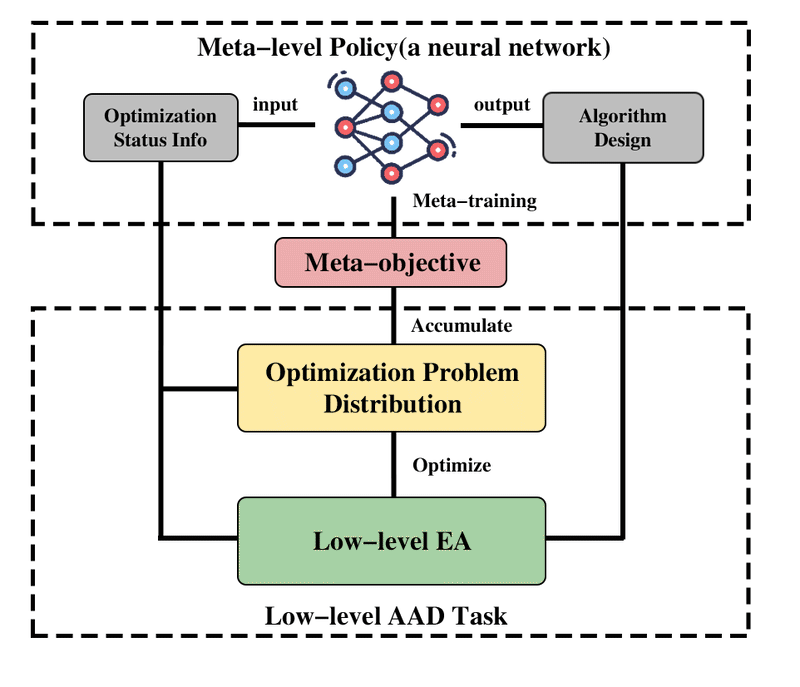 Meta-level Policy(a neural network)
Optimization
Status Info
input
output
Algorithm
Design
Meta-training
Meta-objective
Accumulate
Optimization Problem
Distribution
Optimize
Low-level EA
Low-level AAD Task